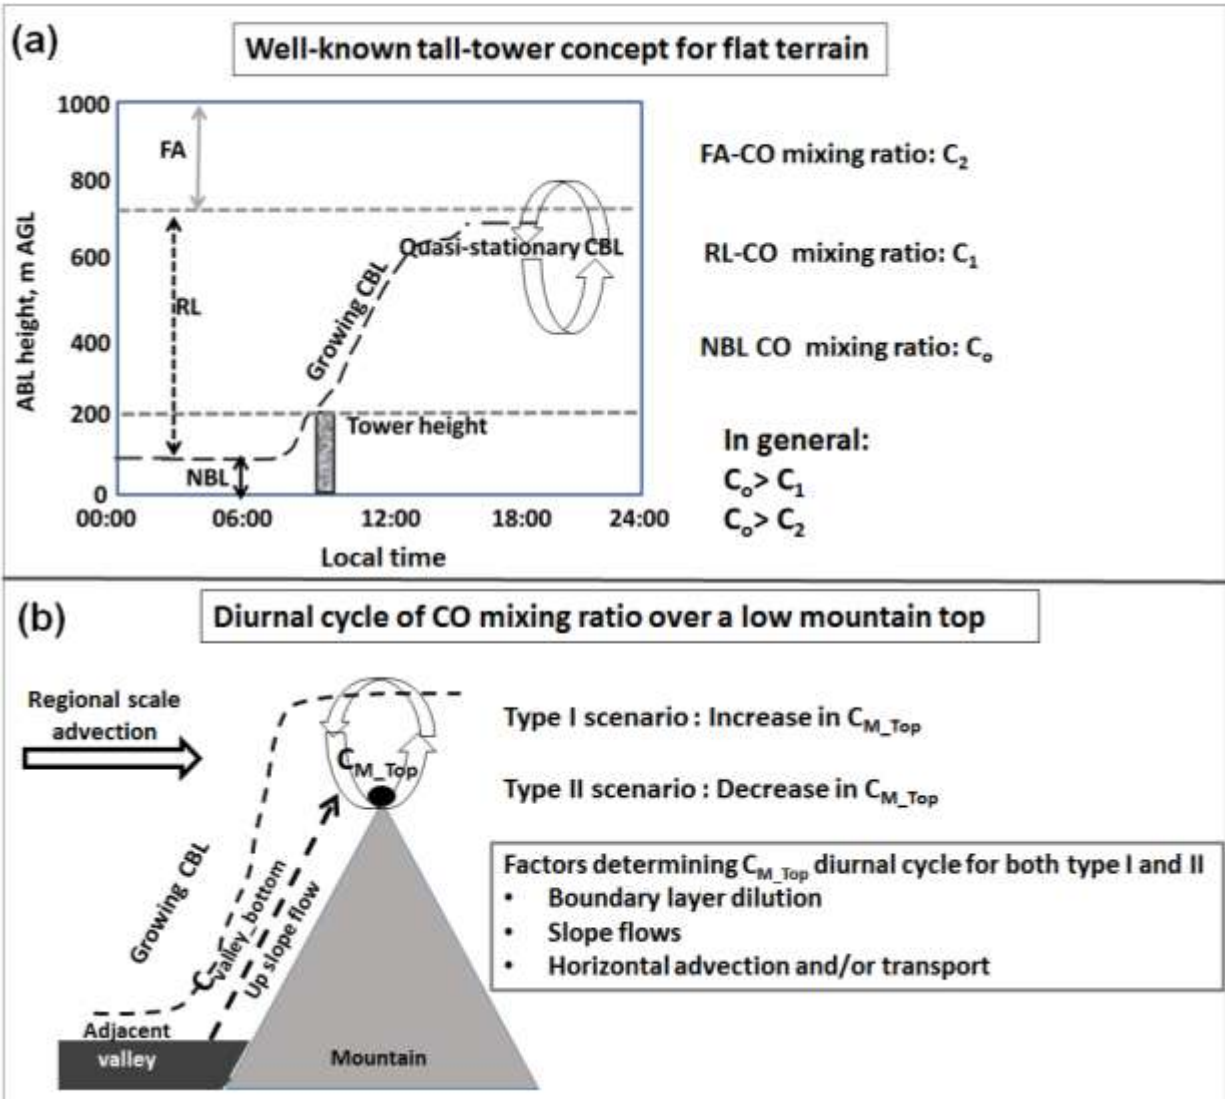 (a)
Well-known tall-tower concept for flat terrain
1000
800
600
400
200
0
ABL height, m AGL
FA
RL
NBL
Growing CBL
Quasi-stationary CBL
Tower height
00:00 06:00 12:00 18:00 24:00
Local time
FA-CO mixing ratio: C₂
RL-CO mixing ratio: C₁
NBL CO mixing ratio: Cₒ
In general:
Cₒ> C₁
Cₒ> C₂
(b)
Diurnal cycle of CO mixing ratio over a low mountain top
Regional scale
advection
Growing CBL
C valley_bottom
Up slope flow
C M_Top
Adjacent
valley
Mountain
Type I scenario : Increase in C M_Top
Type II scenario : Decrease in C M_Top
Factors determining C M_Top diurnal cycle for both type I and II
• Boundary layer dilution
• Slope flows
• Horizontal advection and/or transport